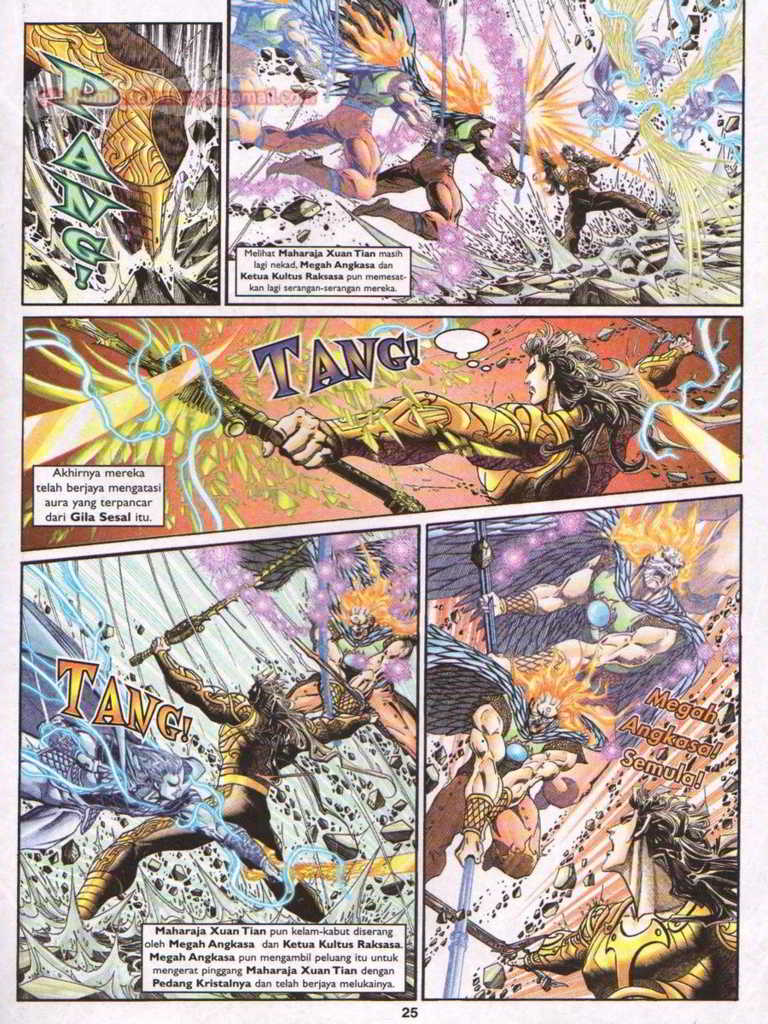 PANG!
Melihat Maharaja Xuan Tian masih
lagi nekad, Megah Angkasa dan
Ketua Kultus Raksasa pun memesat-
kan lagi serangan-serangan mereka.
TANG!
Akhirnya mereka
telah berjaya mengatasi
aura yang terpancar
dari Gila Sesal itu.
TANG!
Maharaja Xuan Tian pun kelam-kabut diserang
oleh Megah Angkasa dan Ketua Kultus Raksasa.
Megah Angkasa pun mengambil peluang itu untuk
mengerat pinggang Maharaja Xuan Tian dengan
Pedang Kristalnya dan telah berjaya melukainya.
Megah
Angkasa!
Semula!
25